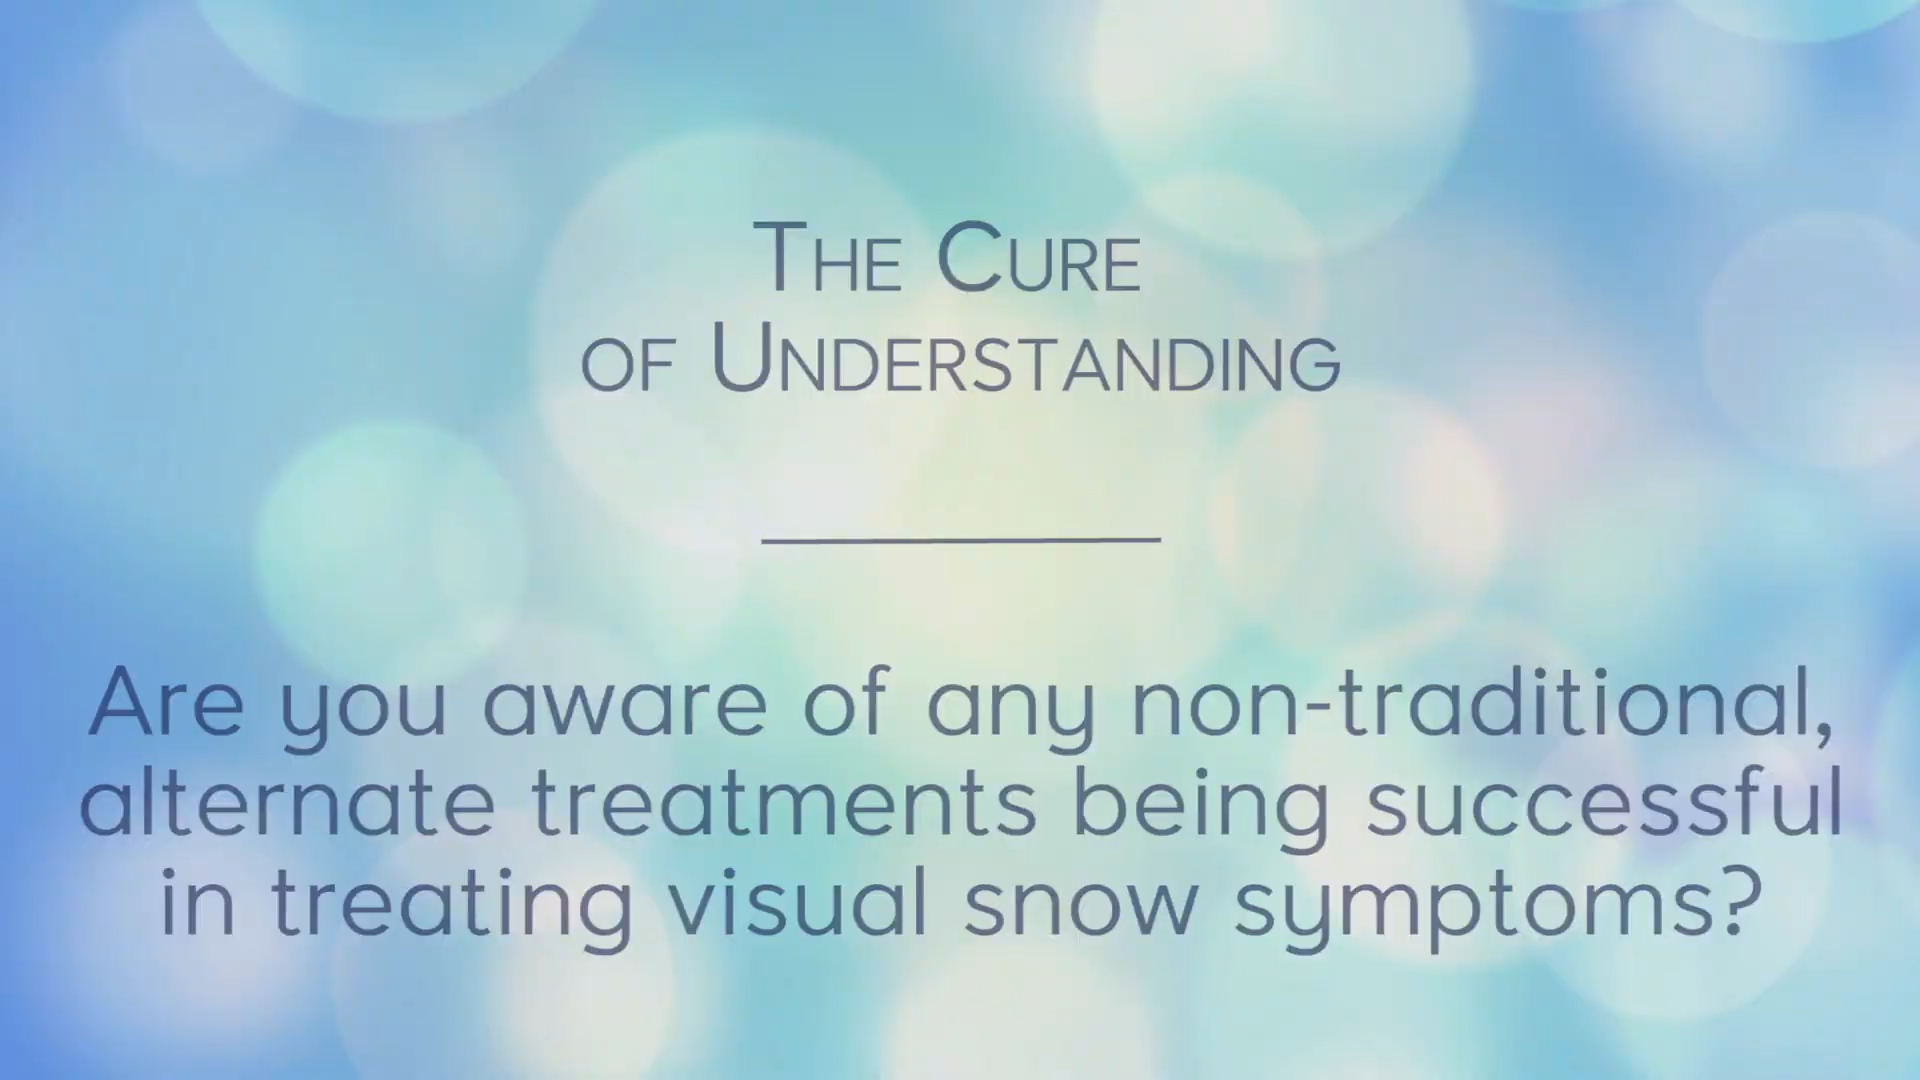 The Cure
of Understanding
Are you aware of any non-traditional,
alternate treatments being successful
in treating visual snow symptoms?